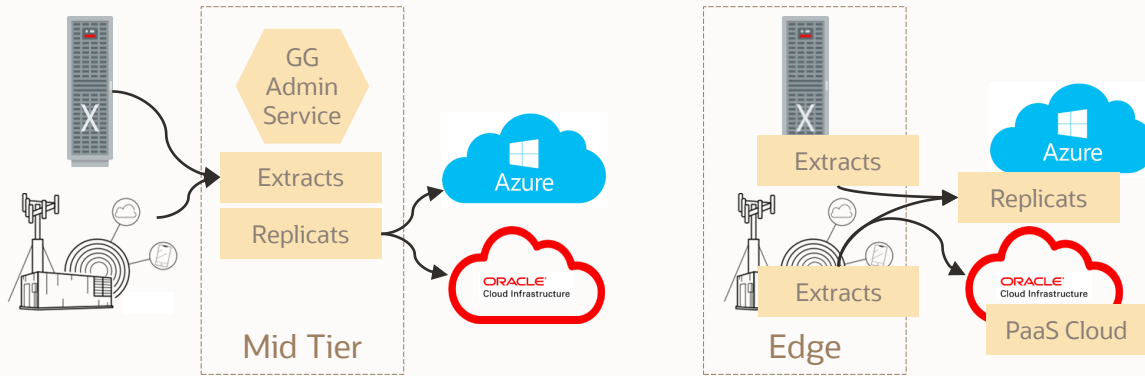 GG
Admin
Service
Extracts
Replicats
Azure
ORACLE
Cloud Infrastructure
Mid Tier
X
X
Extracts
Azure
Replicats
Extracts
ORACLE
Cloud Infrastructure
PaaS Cloud
Edge